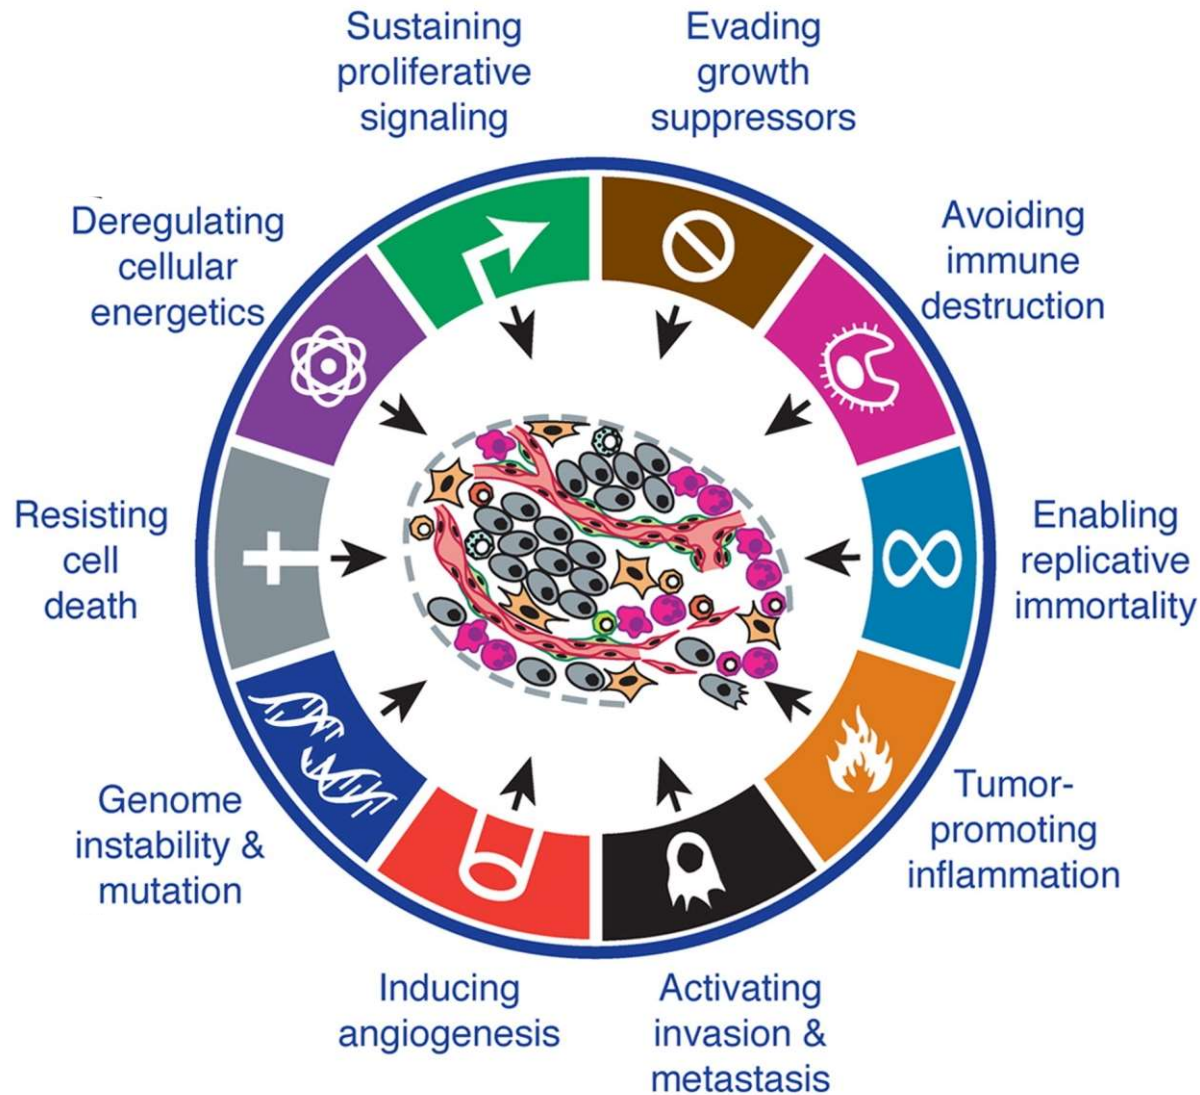 Sustaining
proliferative
signaling
Evading
growth
suppressors
Avoiding
immune
destruction
Enabling
replicative
immortality
Tumor-
promoting
inflammation
Activating
invasion &
metastasis
Inducing
angiogenesis
Genome
instability &
mutation
Resisting
cell
death
Deregulating
cellular
energetics